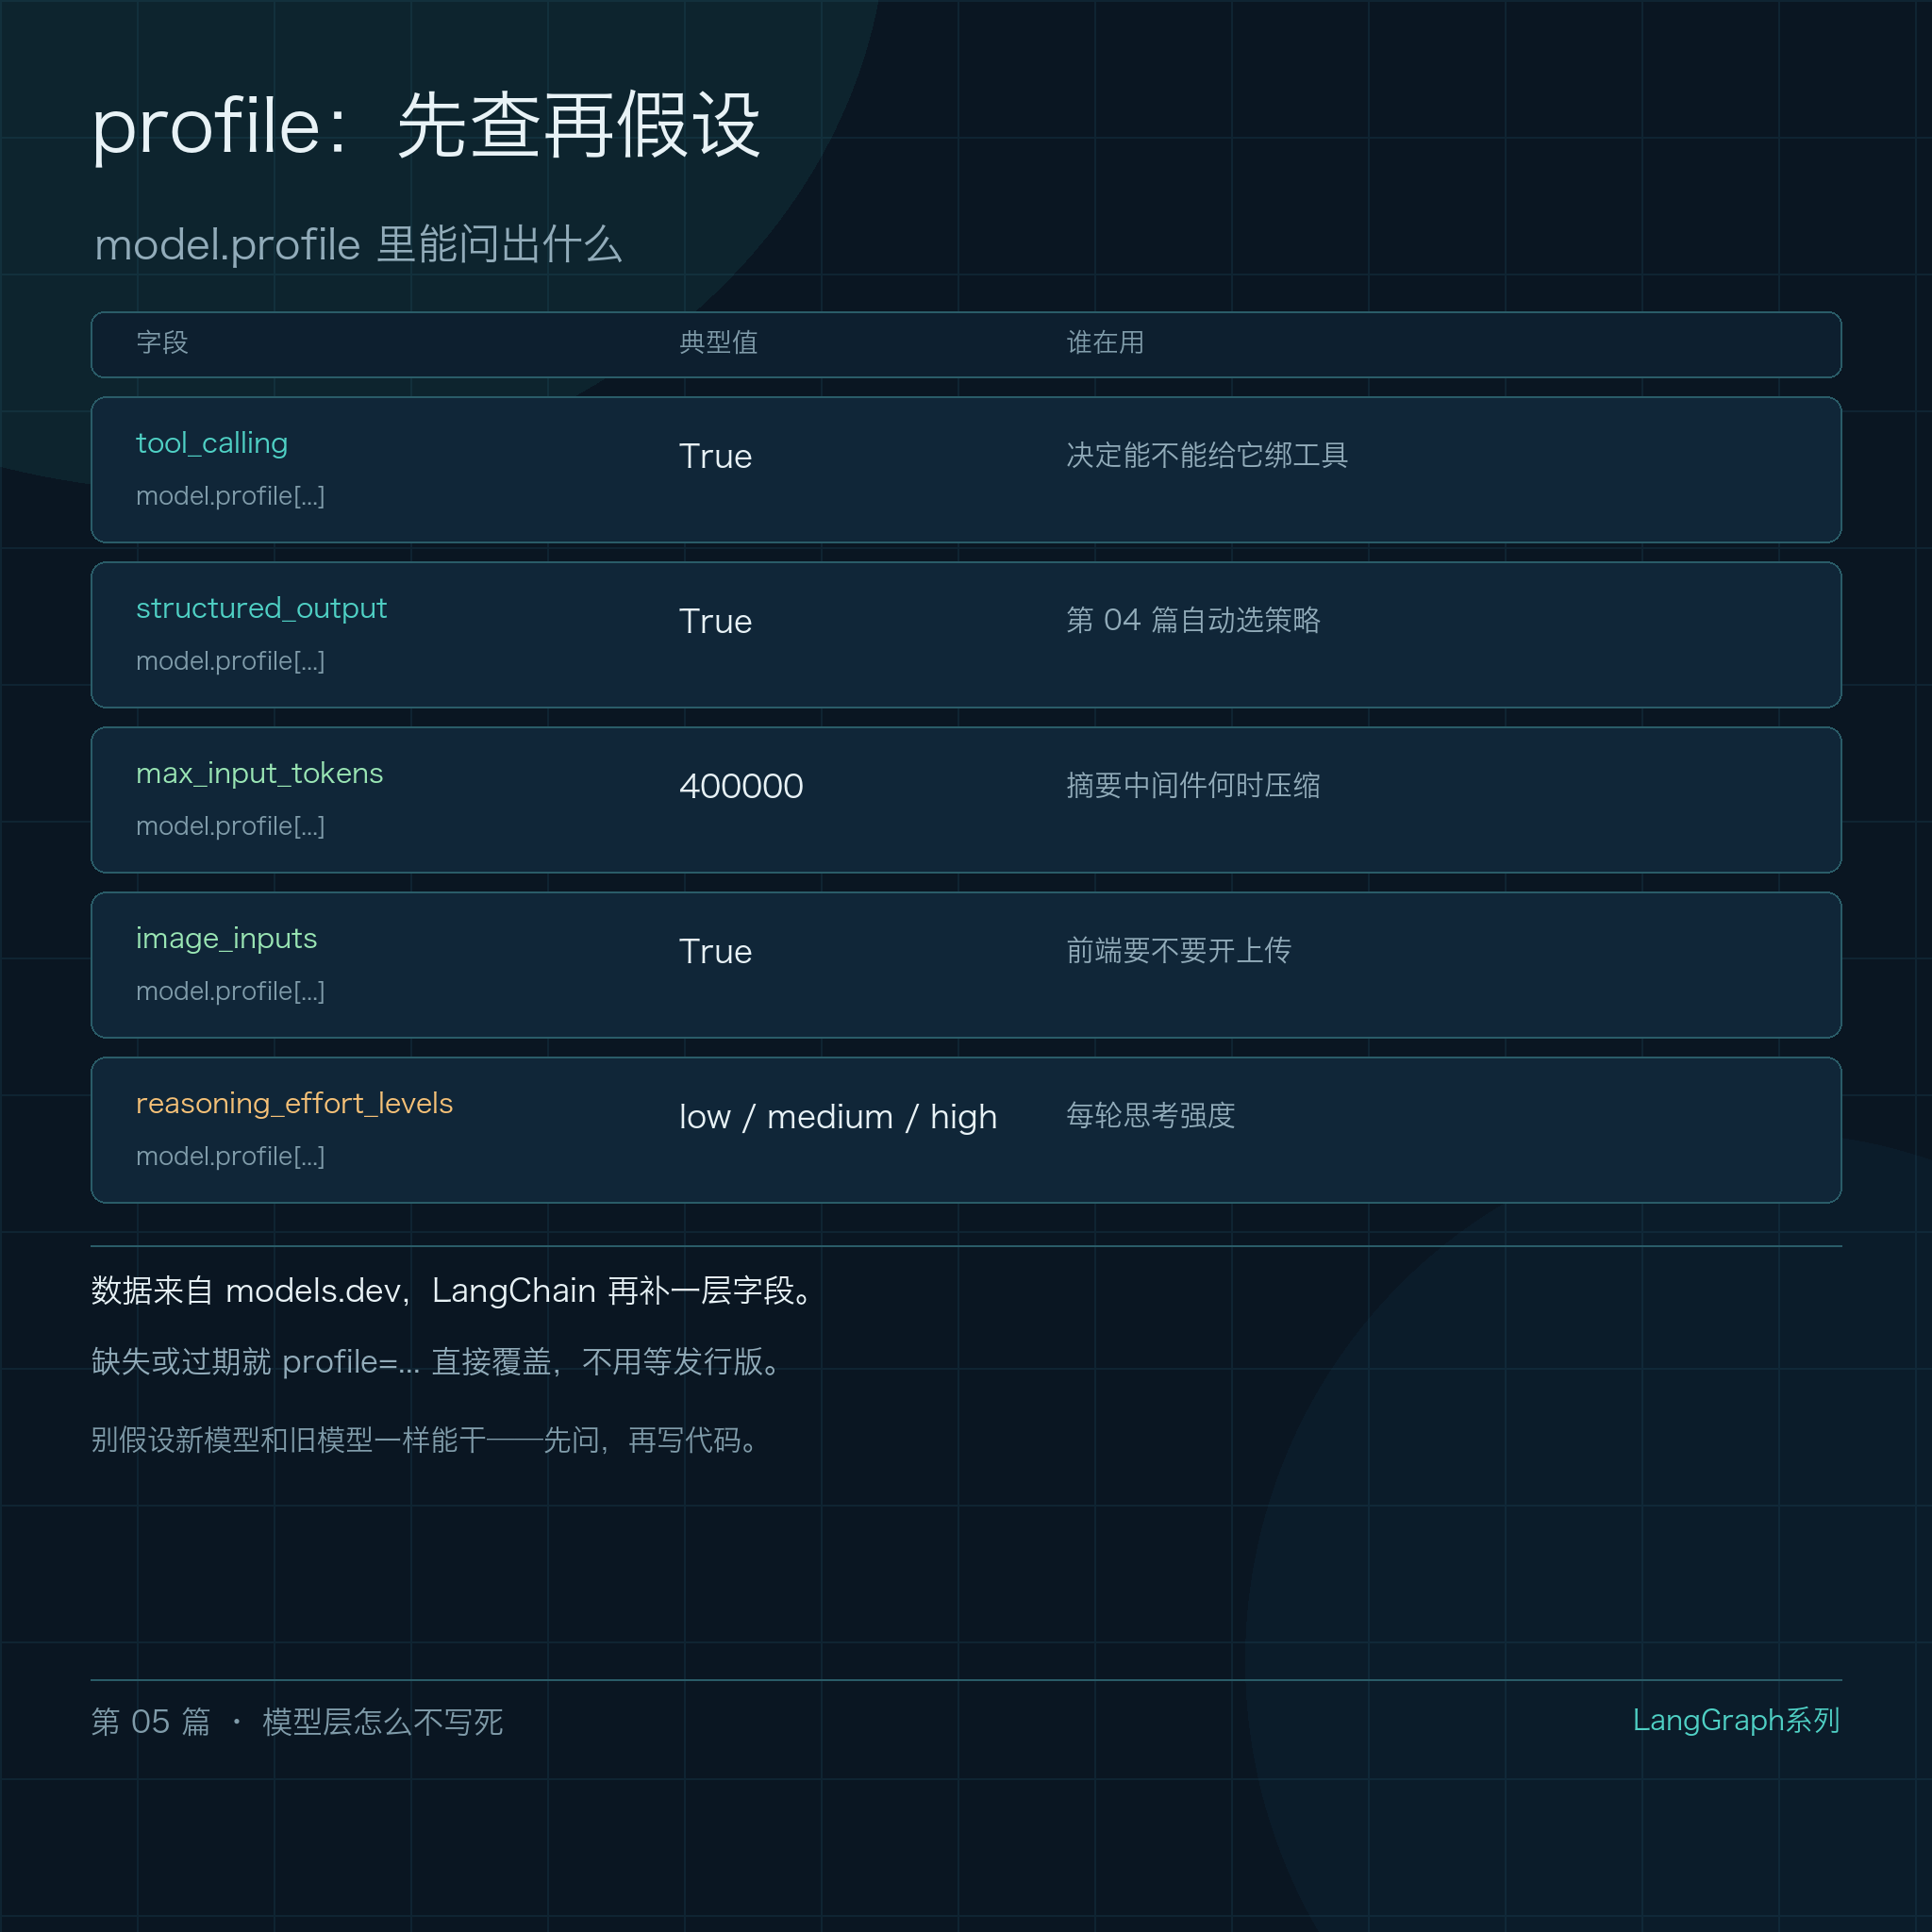 profile：先查再假设
model.profile 里能问出什么
字段 典型值 谁在用
tool_calling
True 决定能不能给它绑工具
model.profile[...]
structured_output
True 第 04 篇自动选策略
model.profile[...]
max_input_tokens
400000 摘要中间件何时压缩
model.profile[...]
image_inputs
True 前端要不要开上传
model.profile[...]
reasoning_effort_levels
low / medium / high 每轮思考强度
model.profile[...]
数据来自 models.dev，LangChain 再补一层字段。
缺失或过期就 profile=... 直接覆盖，不用等发行版。
别假设新模型和旧模型一样能干——先问，再写代码。
第 05 篇 · 模型层怎么不写死 LangGraph系列